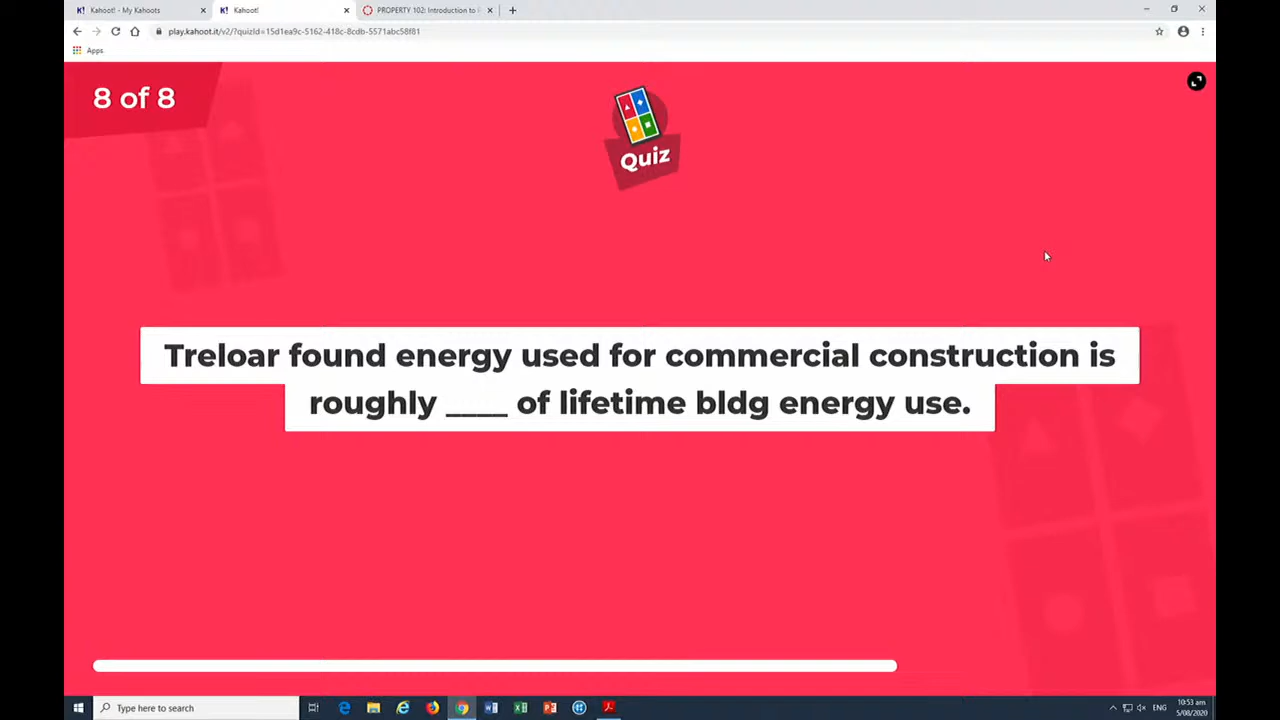 Kahoot! - My Kahoots
Kahoot!
PROPERTY 102: Introduction to
play.kahoot.it/v2/?quizId=15d1ea9c-5162-418c-8cdb-5571abc58f81
Apps
8 of 8
Quiz
Treloar found energy used for commercial construction is
roughly ____ of lifetime bldg energy use.
Type here to search
ENG
10:53 am
5/08/2020